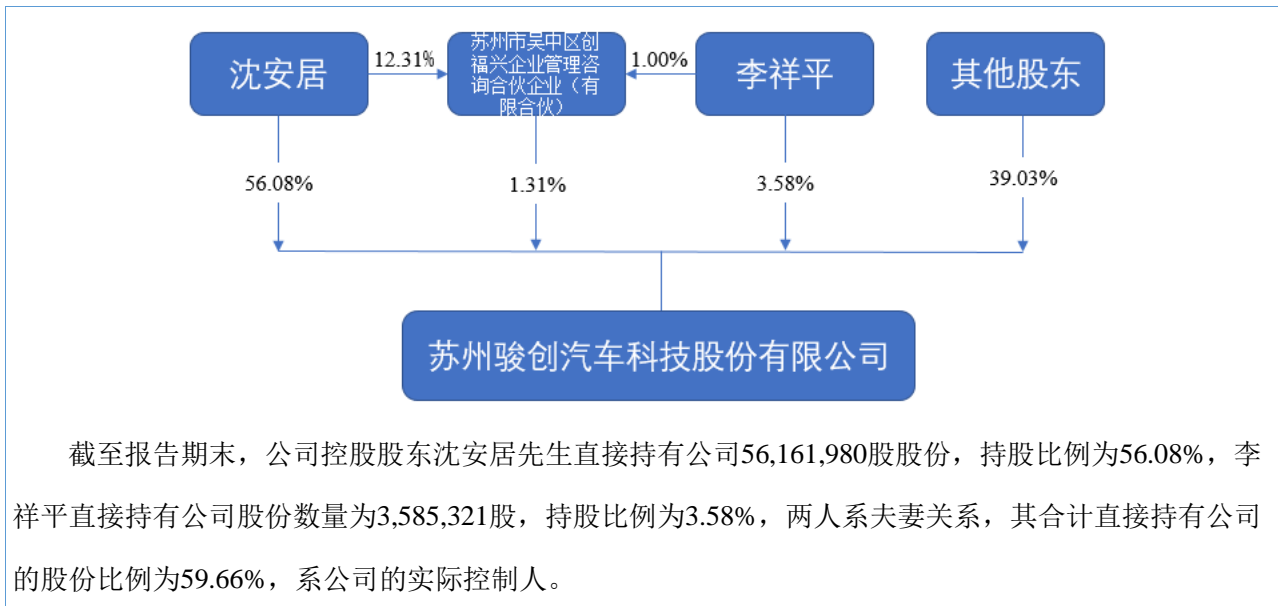 沈安居
12.31%
苏州市吴中区创
福兴企业管理咨
询合伙企业（有
限合伙）
1.00%
李祥平
其他股东
56.08%
1.31%
3.58%
39.03%
苏州骏创汽车科技股份有限公司
截至报告期末，公司控股股东沈安居先生直接持有公司56,161,980股股份，持股比例为56.08%，李
祥平直接持有公司股份数量为3,585,321股，持股比例为3.58%，两人系夫妻关系，其合计直接持有公司
的股份比例为59.66%，系公司的实际控制人。